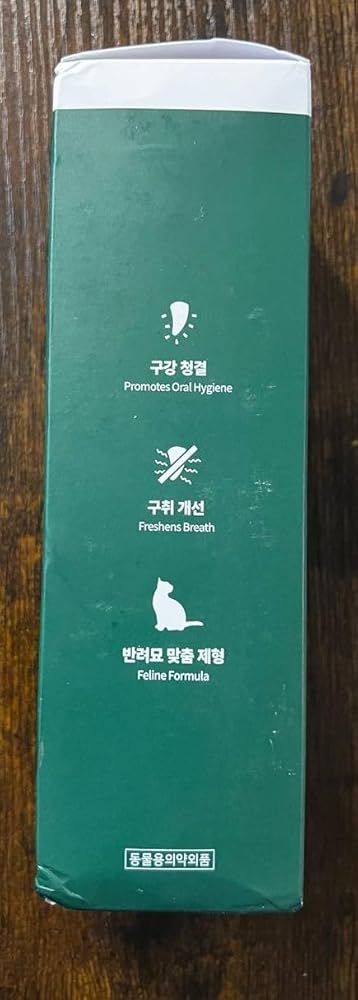 구강 청결
Promotes Oral Hygiene
구취 개선
Freshens Breath
반려묘 맞춤 제형
Feline Formula
동물용의약외품